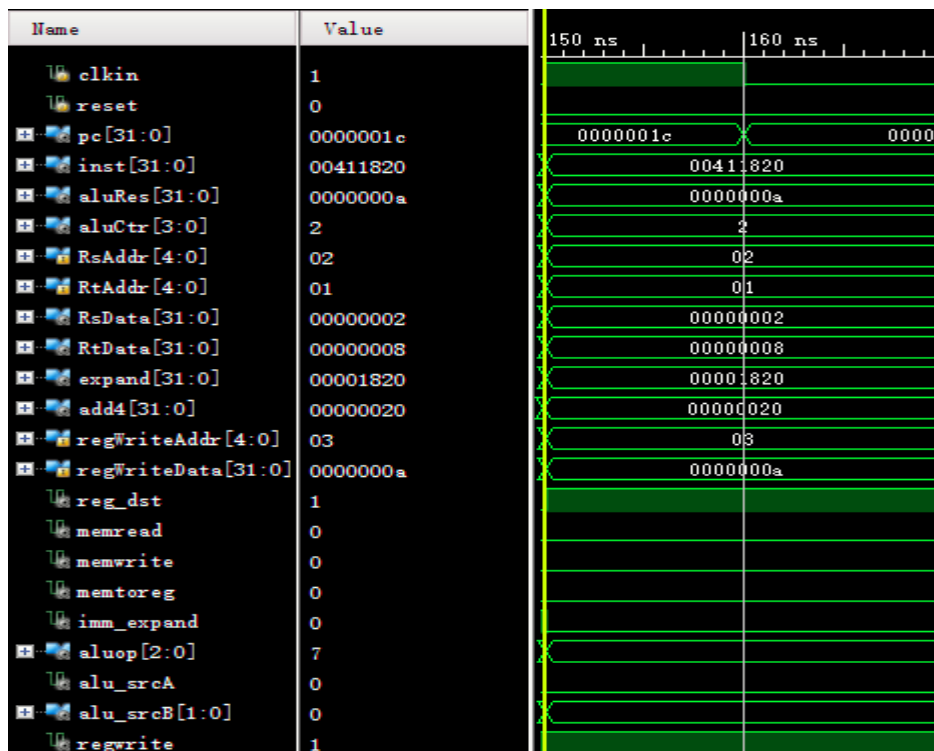 Name Value
150 ns 160 ns
clkin 1
reset 0
pc[31:0] 0000001c 0000001c 0000
inst[31:0] 00411820 00411820
aluRes[31:0] 0000000a 0000000a
aluCtr[3:0] 2 2
RsAddr[4:0] 02 02
RtAddr[4:0] 01 01
RsData[31:0] 00000002 00000002
RtData[31:0] 00000008 00000008
expand[31:0] 00001820 00001820
add4[31:0] 00000020 00000020
regWriteAddr[4:0] 03 03
regWriteData[31:0] 0000000a 0000000a
reg_dst 1
memread 0
memwrite 0
memtoreg 0
imm_expand 0
aluop[2:0] 7
alu_srcA 0
alu_srcB[1:0] 0
regwrite 1